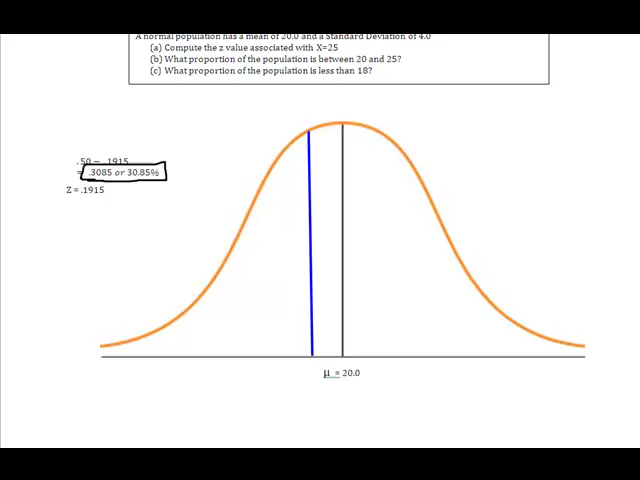 A normal population has a mean of 20.0 and a Standard Deviation of 4.0
(a) Compute the z value associated with X=25
(b) What proportion of the population is between 20 and 25?
(c) What proportion of the population is less than 18?
.50 – .1915
= .3085 or 30.85%
Z = .1915
μ = 20.0